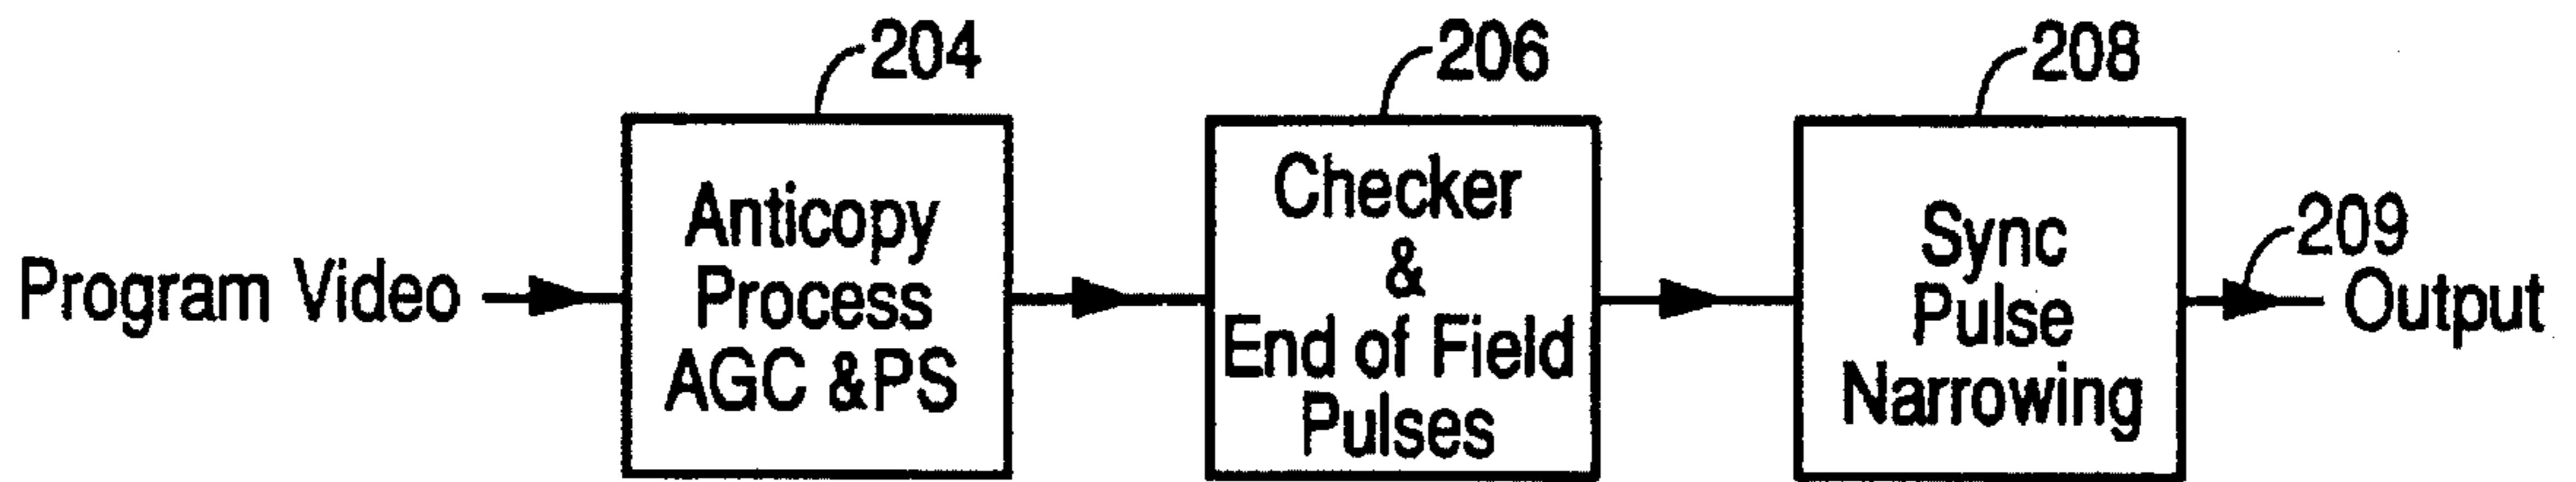 204
206
208
Program Video
Anticopy
Process
AGC &PS
Checker
&
End of Field
Pulses
Sync
Pulse
Narrowing
209
Output